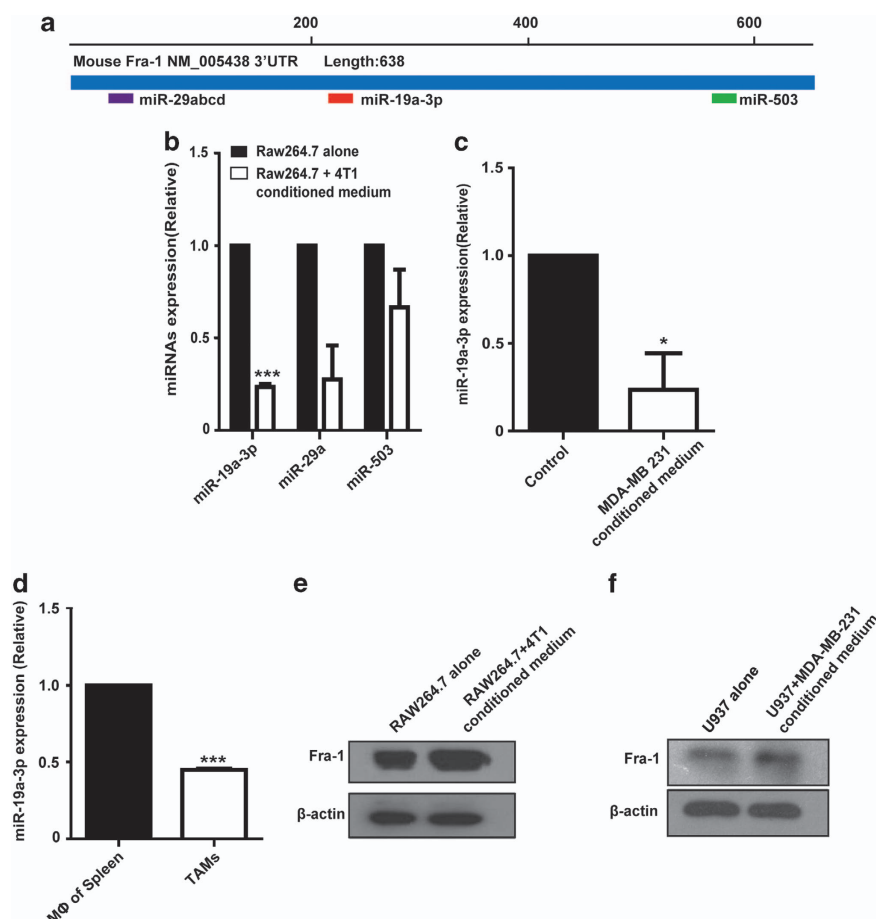 a
200
400
600
Mouse Fra-1 NM_005438 3'UTR Length:638
miR-29abcd
miR-19a-3p
miR-503
b
Raw264.7 alone
Raw264.7 + 4T1
conditioned medium
miRNAs expression(Relative)
1.5
1.0
0.5
0
***
miR-19a-3p
miR-29a
miR-503
c
miR-19a-3p expression(Relative)
1.5
1.0
0.5
0
*
Control
MDA-MB 231
conditioned medium
d
miR-19a-3p expression (Relative)
1.5
1.0
0.5
0
***
MΦ of Spleen
TAMs
e
RAW264.7 alone
RAW264.7+4T1
conditioned medium
Fra-1
β-actin
f
U937 alone
U937+MDA-MB-231
conditioned medium
Fra-1
β-actin